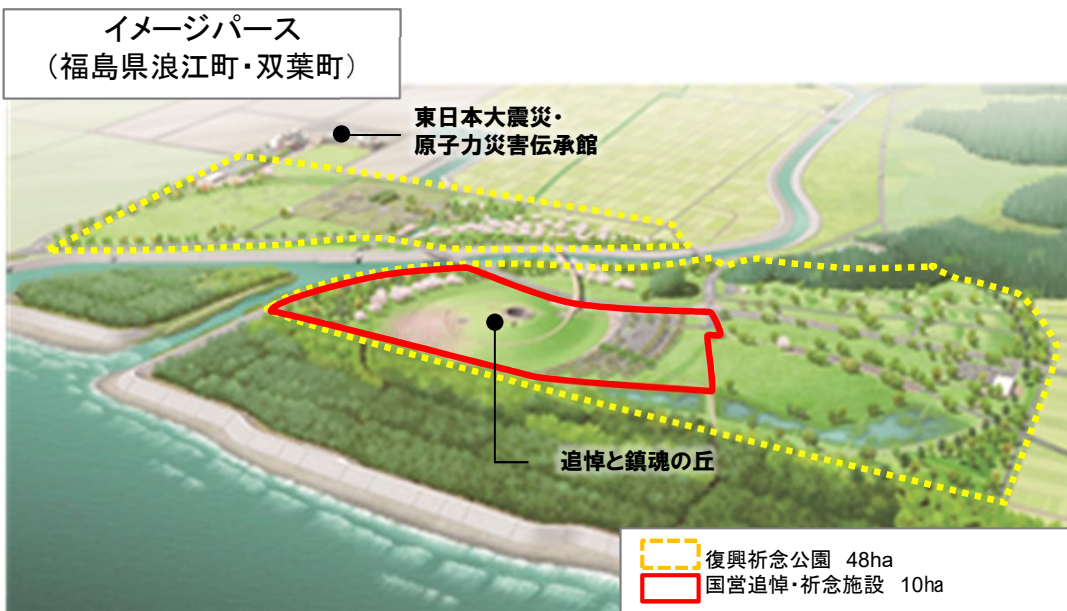 イメージパース
（福島県浪江町・双葉町）
東日本大震災・
原子力災害伝承館
追悼と鎮魂の丘
復興祈念公園 48ha
国営追悼・祈念施設 10ha